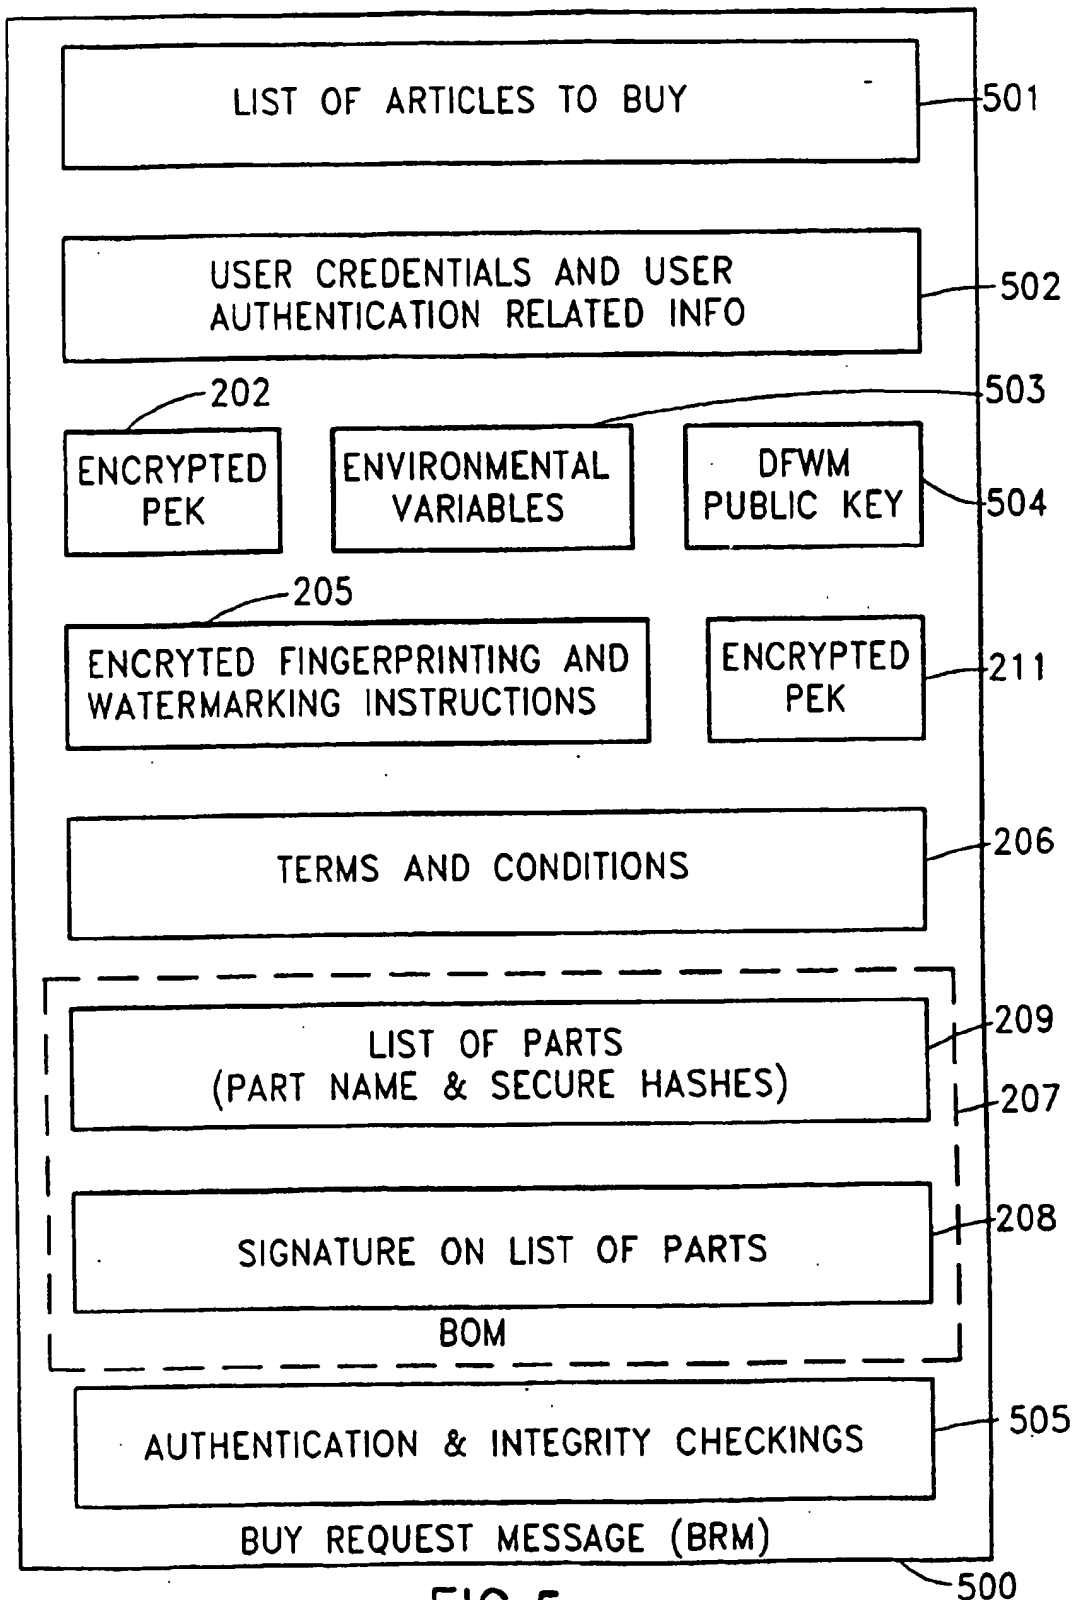 LIST OF ARTICLES TO BUY
501
USER CREDENTIALS AND USER
AUTHENTICATION RELATED INFO
502
202
503
ENCRYPTED
PEK
ENVIRONMENTAL
VARIABLES
DFWM
PUBLIC KEY
504
205
ENCRYTED FINGERPRINTING AND
WATERMARKING INSTRUCTIONS
ENCRYPTED
PEK
211
TERMS AND CONDITIONS
206
LIST OF PARTS
(PART NAME & SECURE HASHES)
209
207
SIGNATURE ON LIST OF PARTS
208
BOM
AUTHENTICATION & INTEGRITY CHECKINGS
505
BUY REQUEST MESSAGE (BRM)
500
FIG. 5